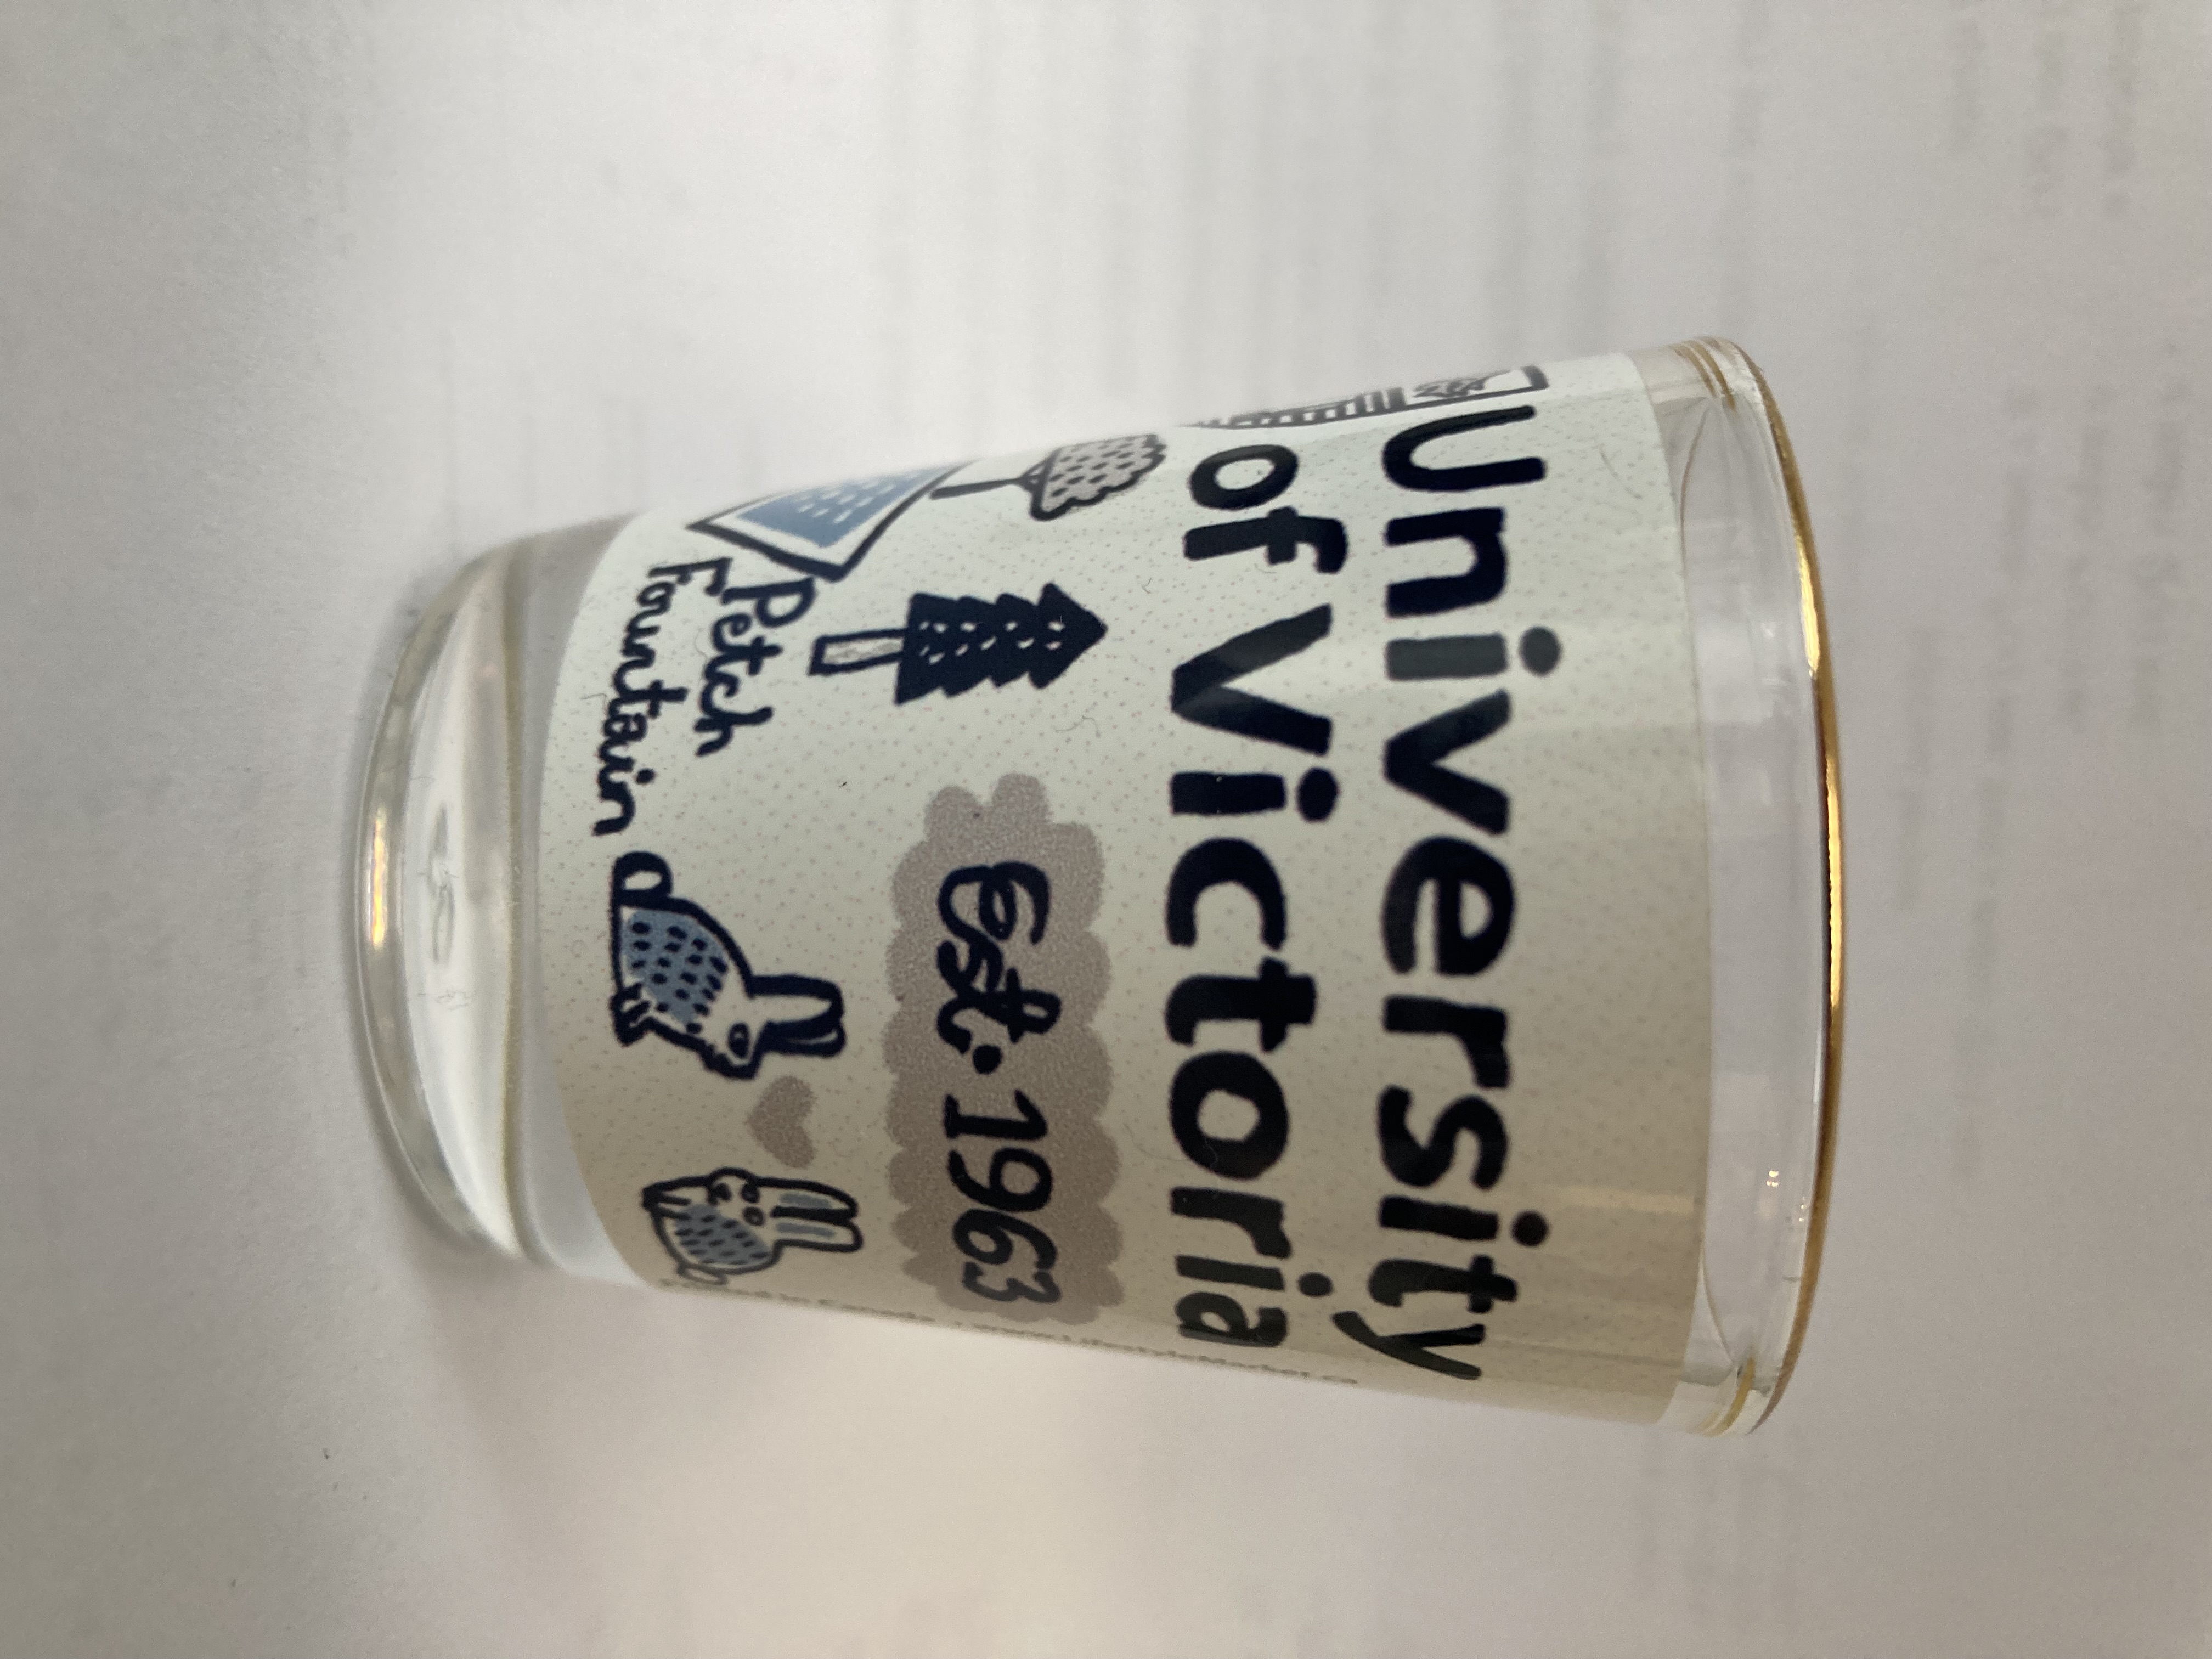 University
of Victoria
Est. 1963
Petch
Fountain